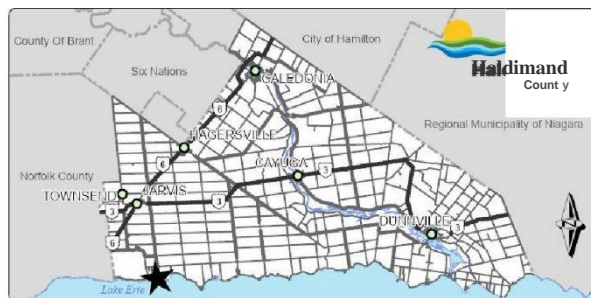 County Of Brant
City of Hamilton
Haldimand
County
Six Nations
CALEDONIA
6
HAGERSVILLE
Regional Municipality of Niagara
6
CAYUGA
3
Norfolk County
TOWNSEND
JARVIS
3
3
DUNNVILLE
3
6
Lake Erie